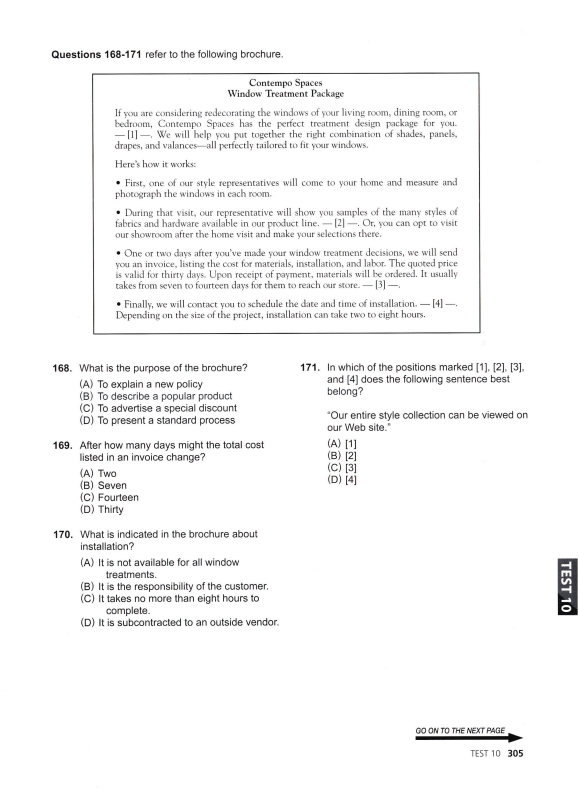 Questions 168-171 refer to the following brochure.
Contempo Spaces
Window Treatment Package
If you are considering redecorating the windows of your living room, dining room, or
bedroom, Contempo Spaces has the perfect treatment design package for you.
— [1] —. We will help you put together the right combination of shades, panels,
drapes, and valances—all perfectly tailored to fit your windows.
Here's how it works:
• First, one of our style representatives will come to your home and measure and
photograph the windows in each room.
• During that visit, our representative will show you samples of the many styles of
fabrics and hardware available in our product line. — [2] —. Or, you can opt to visit
our showroom after the home visit and make your selections there.
• One or two days after you've made your window treatment decisions, we will send
you an invoice, listing the cost for materials, installation, and labor. The quoted price
is valid for thirty days. Upon receipt of payment, materials will be ordered. It usually
takes from seven to fourteen days for them to reach our store. — [3] —.
• Finally, we will contact you to schedule the date and time of installation. — [4] —.
Depending on the size of the project, installation can take two to eight hours.
168. What is the purpose of the brochure?
(A) To explain a new policy
(B) To describe a popular product
(C) To advertise a special discount
(D) To present a standard process
169. After how many days might the total cost
listed in an invoice change?
(A) Two
(B) Seven
(C) Fourteen
(D) Thirty
170. What is indicated in the brochure about
installation?
(A) It is not available for all window
treatments.
(B) It is the responsibility of the customer.
(C) It takes no more than eight hours to
complete.
(D) It is subcontracted to an outside vendor.
171. In which of the positions marked [1], [2], [3],
and [4] does the following sentence best
belong?
"Our entire style collection can be viewed on
our Web site."
(A) [1]
(B) [2]
(C) [3]
(D) [4]
TEST 10
GO ON TO THE NEXT PAGE
TEST 10 305